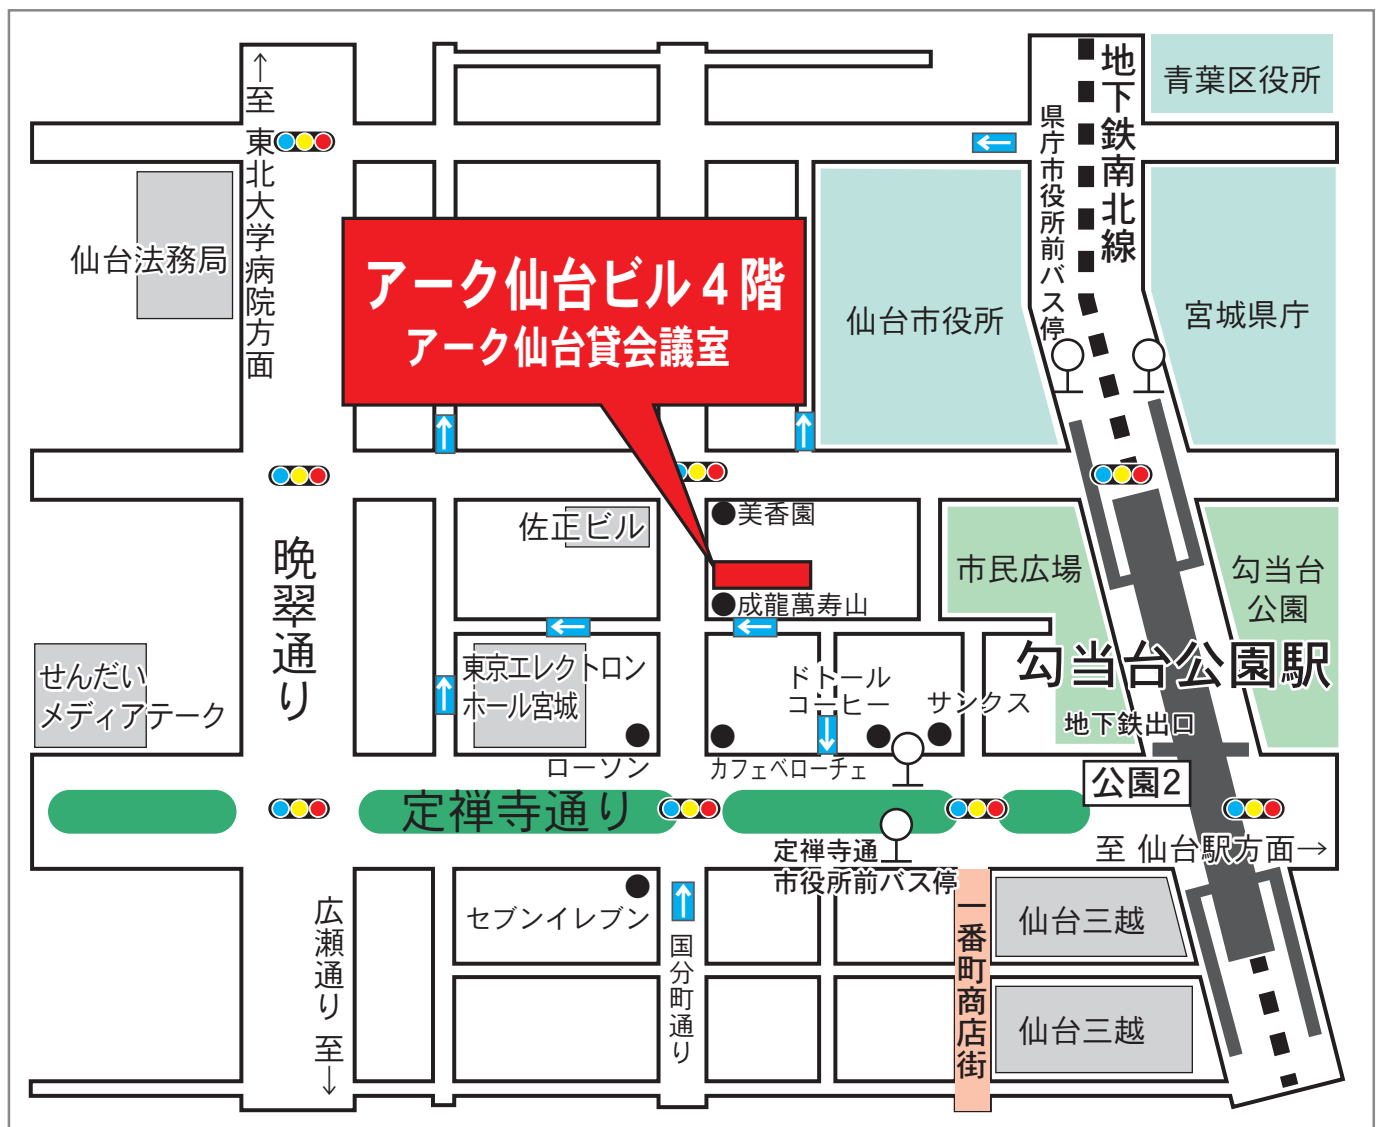 ←至 東北大学病院方面
地下鉄南北線
青葉区役所
県庁市役所前バス停
仙台法務局
アーク仙台ビル4階
アーク仙台貸会議室
仙台市役所
宮城県庁
佐正ビル
美香園
晩翠通り
市民広場
勾当台
公園
成龍萬寿山
勾当台公園駅
せんだい
メディアテーク
東京エレクトロン
ホール宮城
ドトール
コーヒー
サンクス
地下鉄出口
ローソン
カフェベローチェ
公園2
定禅寺通り
至 仙台駅方面→
定禅寺通
市役所前バス停
セブンイレブン
広瀬通り 至→
国分町通り
一番町商店街
仙台三越
仙台三越